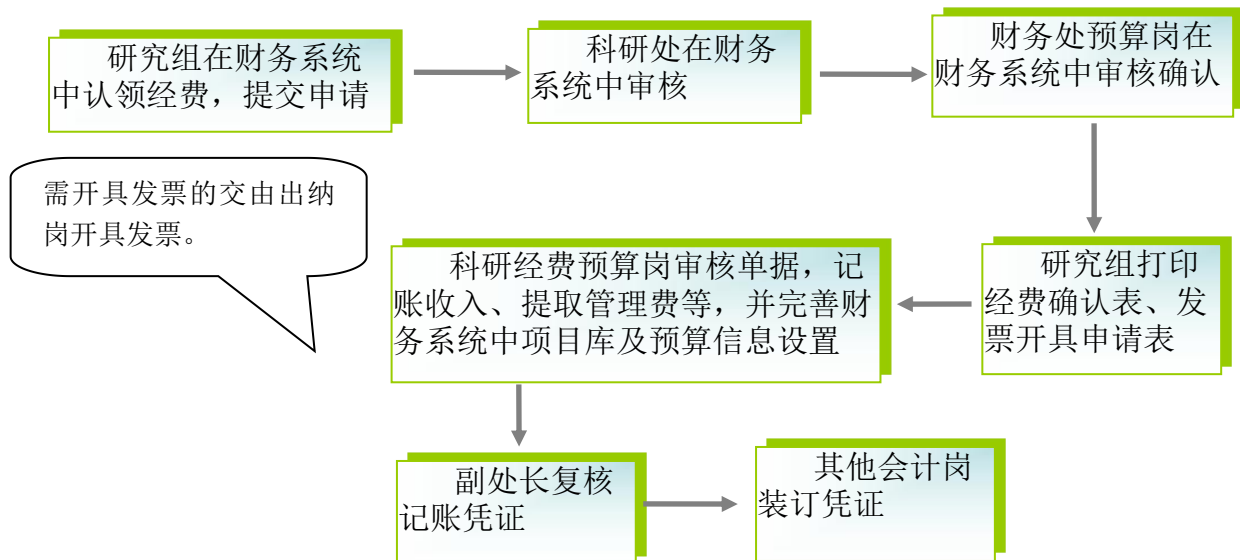 研究组在财务系统
中认领经费，提交申请
科研处在财务
系统中审核
财务处预算岗在
财务系统中审核确认
需开具发票的交由出纳
岗开具发票。
研究组打印
经费确认表、发
票开具申请表
科研经费预算岗审核单据，记
账收入、提取管理费等，并完善财
务系统中项目库及预算信息设置
副处长复核
记账凭证
其他会计岗
装订凭证